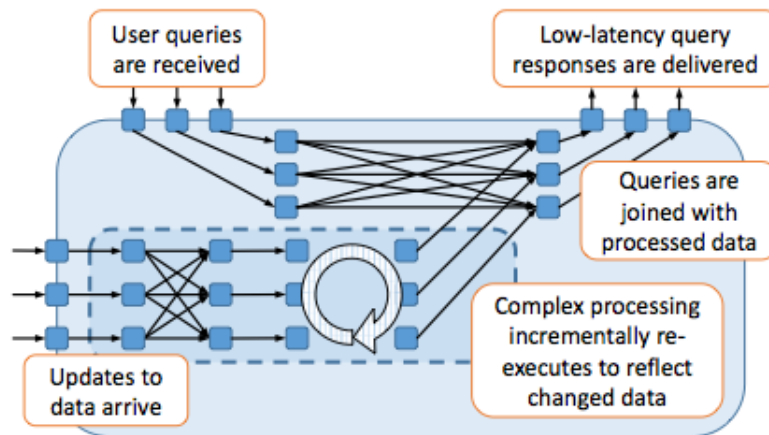 User queries
are received
Low-latency query
responses are delivered
Queries are
joined with
processed data
Complex processing
incrementally re-
executes to reflect
changed data
Updates to
data arrive